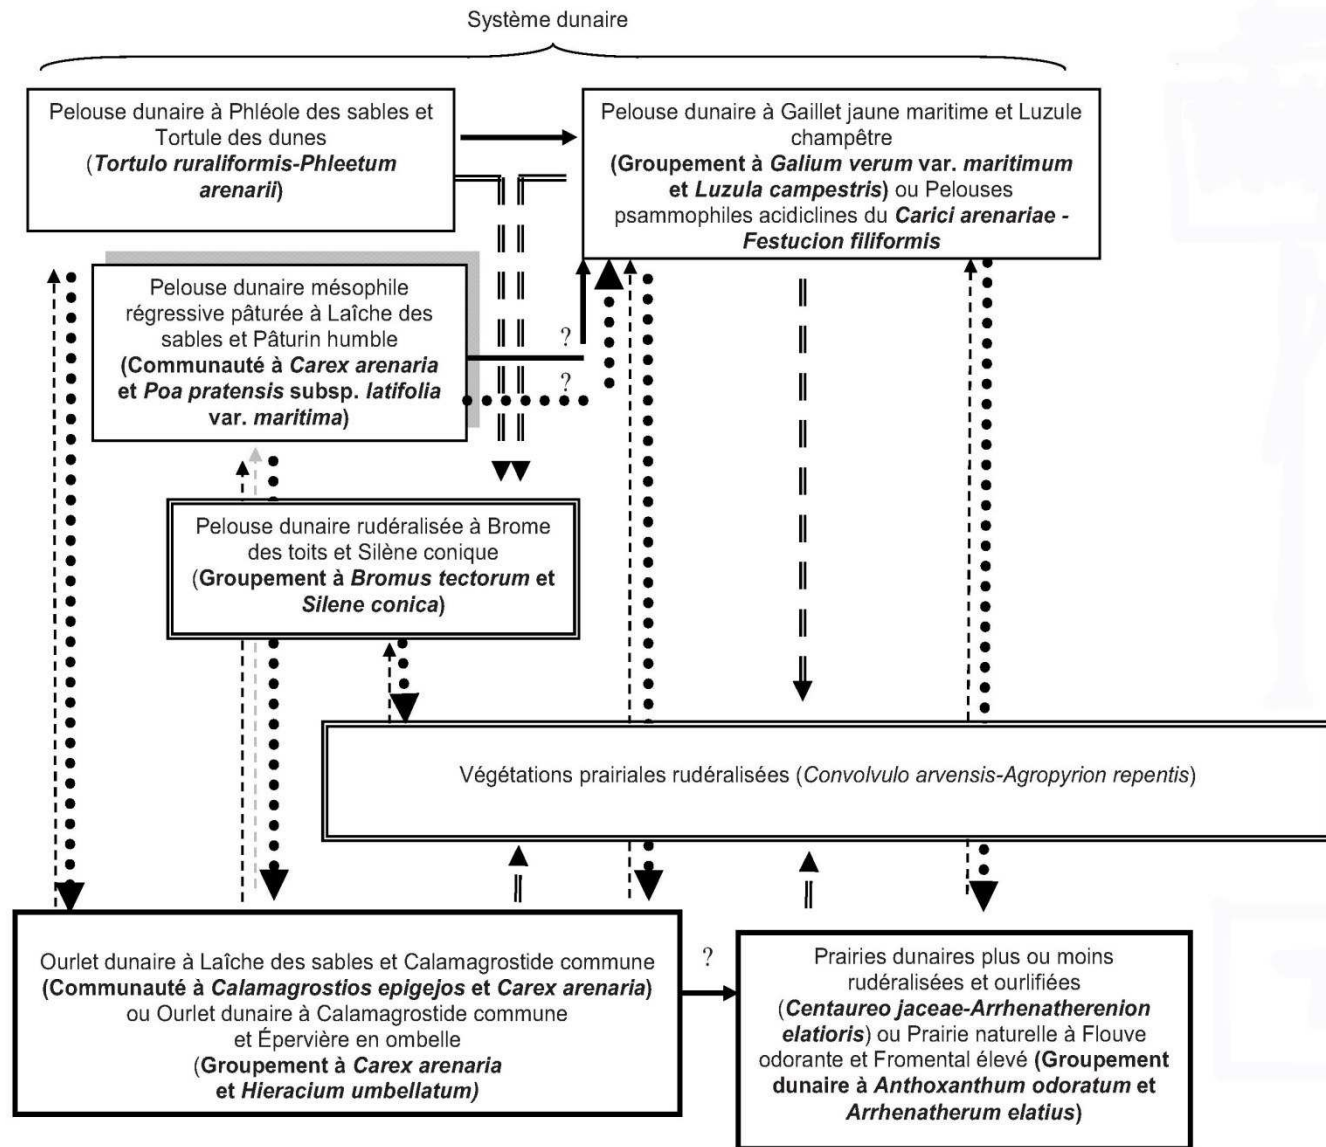 Système dunaire
Pelouse dunaire à Phléole des sables et
Tortule des dunes
(Tortulo ruraliformis-Phleetum
arenarii)
Pelouse dunaire à Gaillet jaune maritime et Luzule
champêtre
(Groupement à Galium verum var. maritimum
et Luzula campestris) ou Pelouses
psammophiles acidiclines du Carici arenariae -
Festucion filiformis
Pelouse dunaire mésophile
régressive pâturée à Laîche des
sables et Pâturin humble
(Communauté à Carex arenaria
et Poa pratensis subsp. latifolia
var. maritima)
?
?
Pelouse dunaire rudéralisée à Brome
des toits et Silène conique
(Groupement à Bromus tectorum et
Silene conica)
Végétations prairiales rudéralisées (Convolvulo arvensis-Agropyrion repentis)
Ourlet dunaire à Laîche des sables et Calamagrostide commune
(Communauté à Calamagrostios epigejos et Carex arenaria)
ou Ourlet dunaire à Calamagrostide commune
et Épervière en ombelle
(Groupement à Carex arenaria
et Hieracium umbellatum)
?
Prairies dunaires plus ou moins
rudéralisées et ourlifiées
(Centaureo jaceae-Arrhenatherenion
elatioris) ou Prairie naturelle à Flouve
odorante et Fromental élevé (Groupement
dunaire à Anthoxanthum odoratum et
Arrhenatherum elatius)